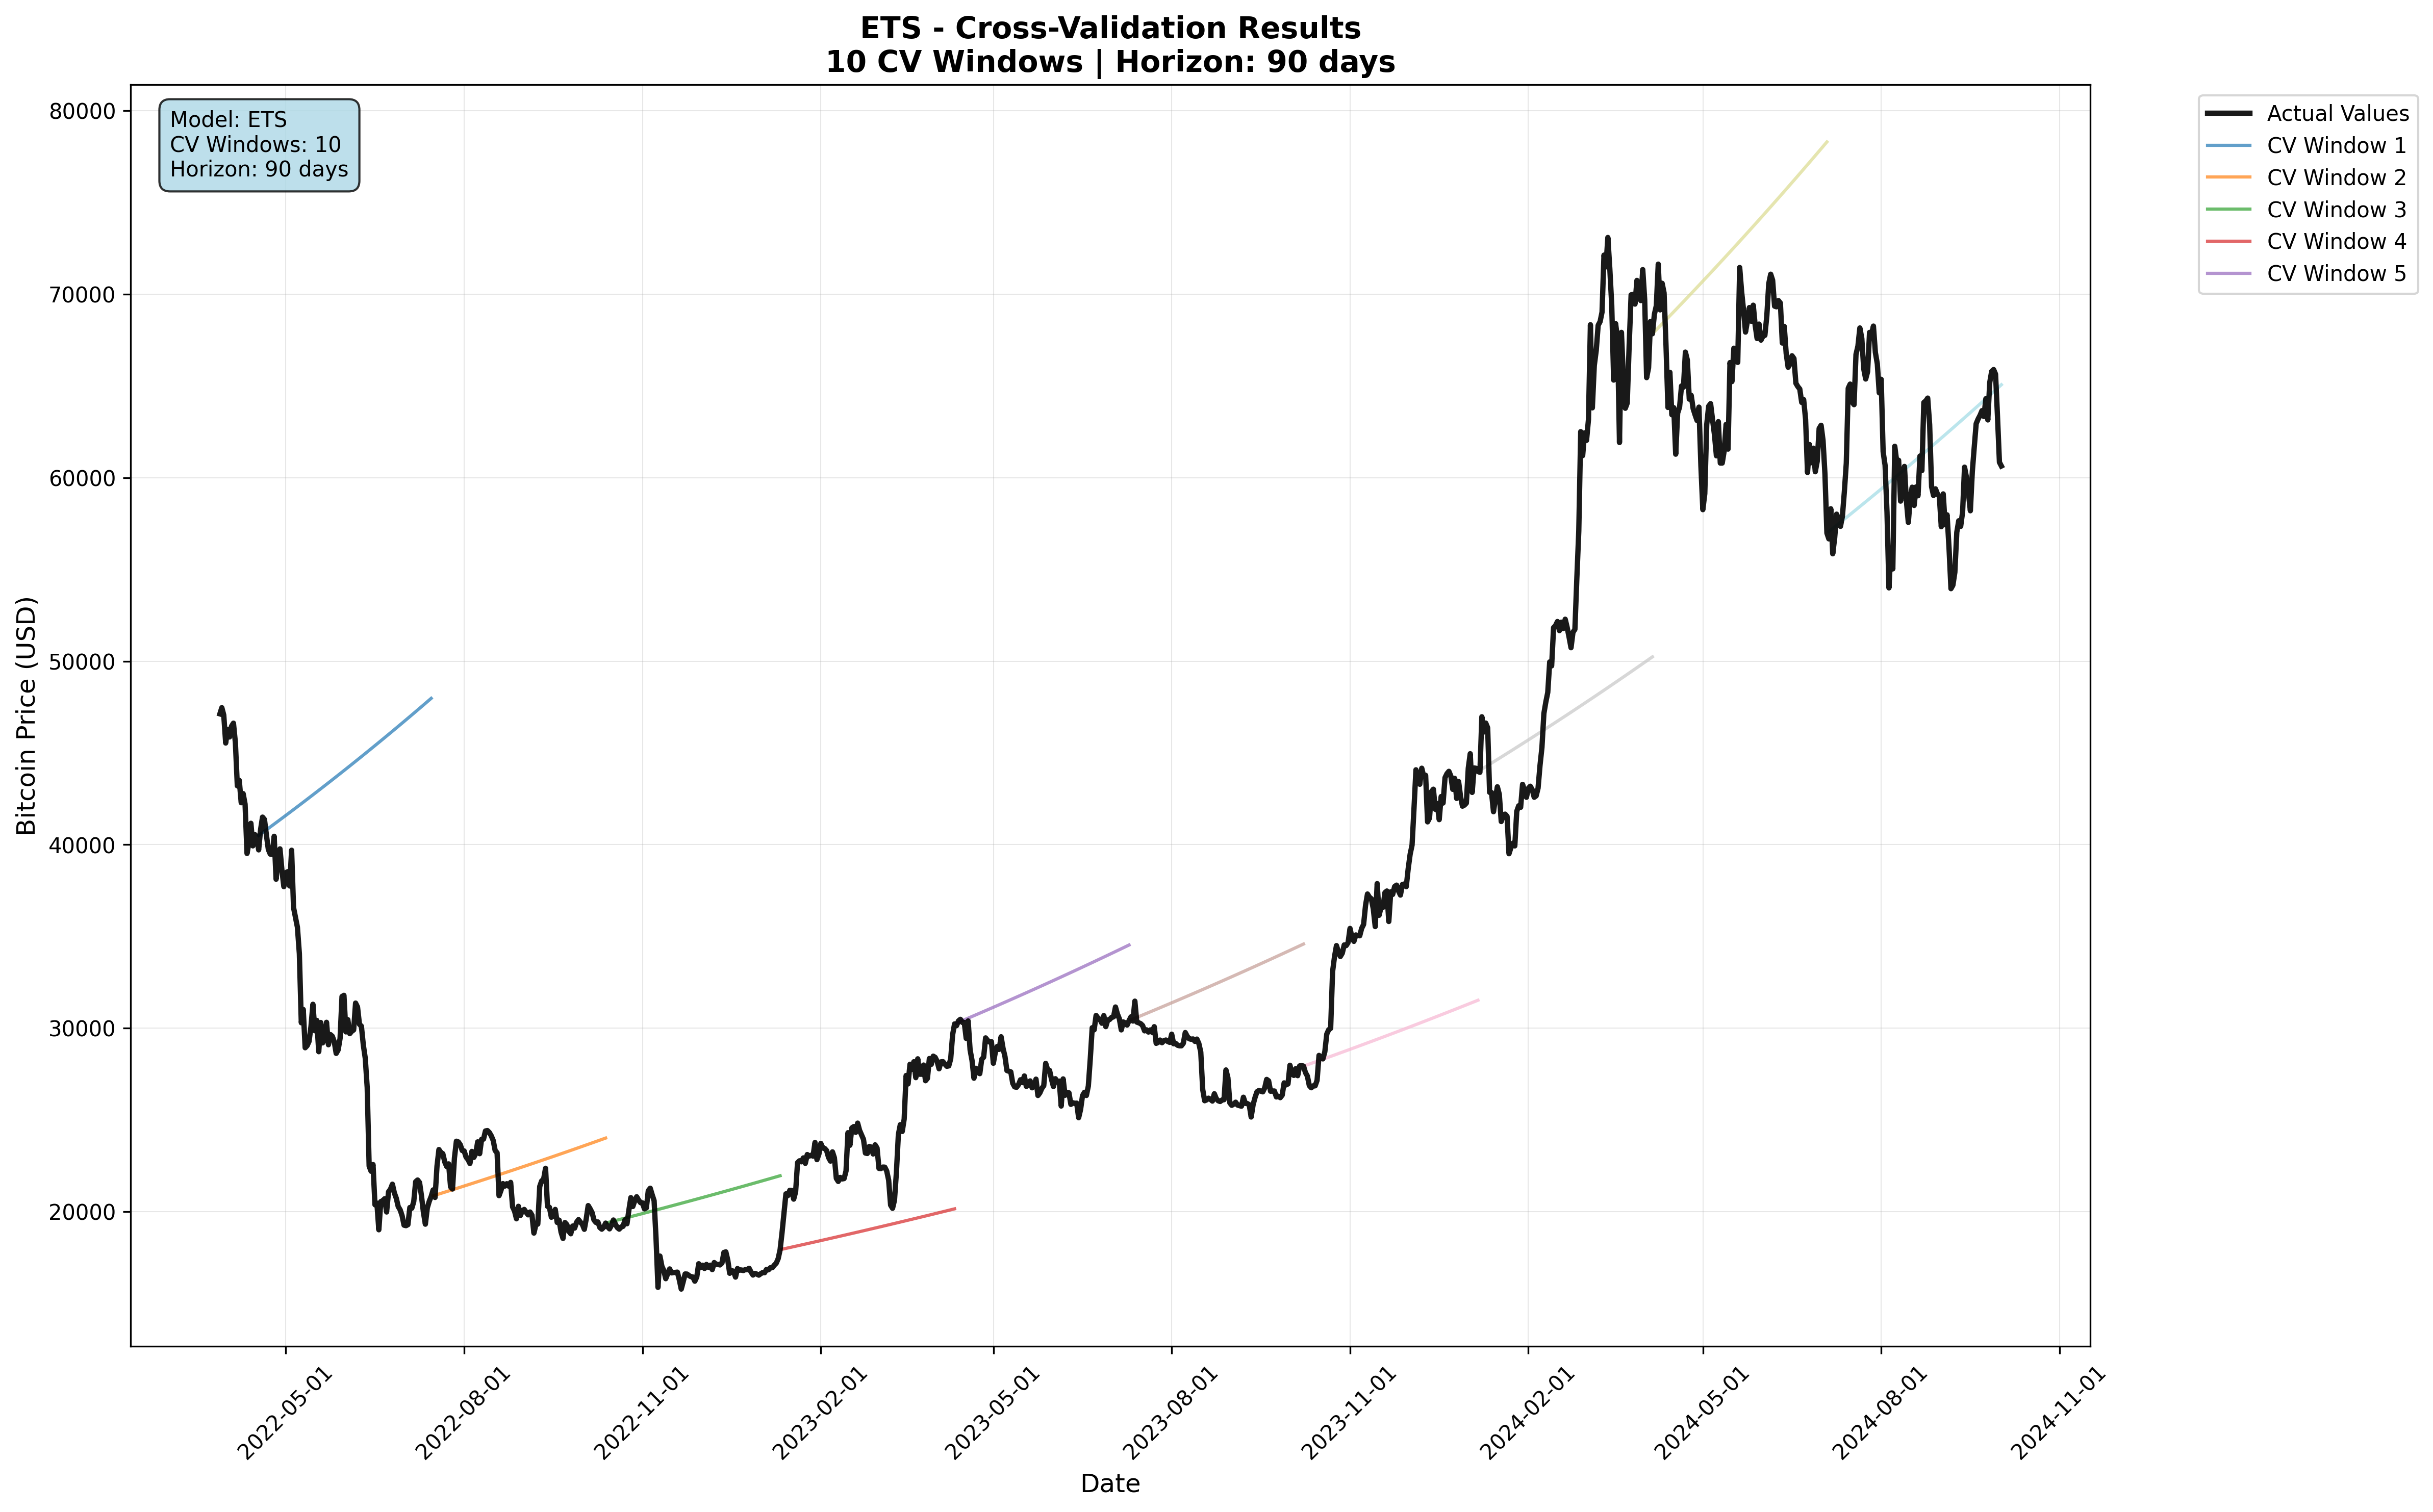 ETS - Cross-Validation Results
10 CV Windows | Horizon: 90 days
Model: ETS
CV Windows: 10
Horizon: 90 days
Actual Values
CV Window 1
CV Window 2
CV Window 3
CV Window 4
CV Window 5
Bitcoin Price (USD)
80000
70000
60000
50000
40000
30000
20000
2022-05-01
2022-08-01
2022-11-01
2023-02-01
2023-05-01
2023-08-01
2023-11-01
2024-02-01
2024-05-01
2024-08-01
2024-11-01
Date